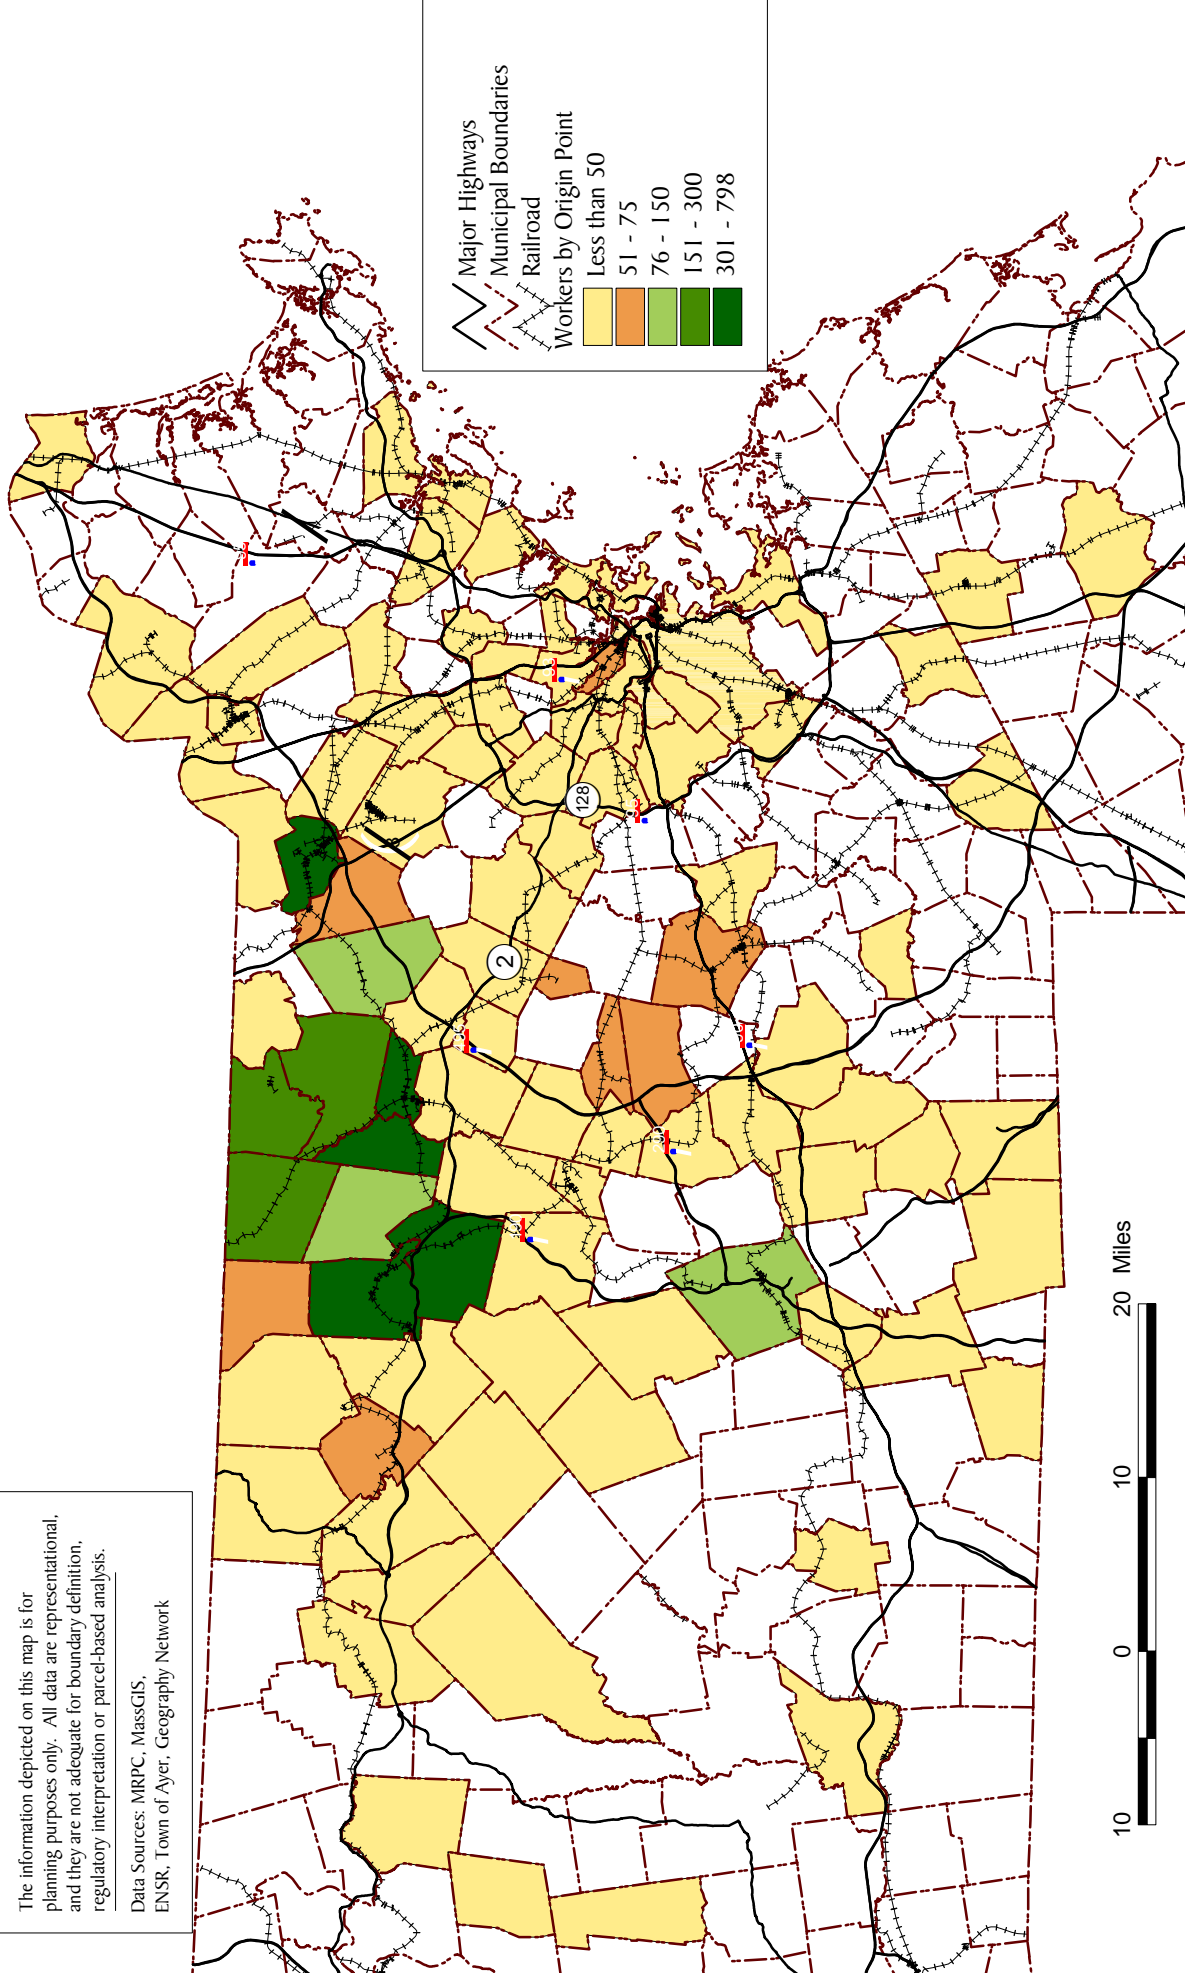 The information depicted on this map is for
planning purposes only. All data are representational,
and they are not adequate for boundary definition,
regulatory interpretation or parcel-based analysis.
Data Sources: MRPC, MassGIS,
ENSR, Town of Ayer, Geography Network
Major Highways
Municipal Boundaries
Railroad
Workers by Origin Point
Less than 50
51 - 75
76 - 150
151 - 300
301 - 798
128
2
10 0 10 20 Miles